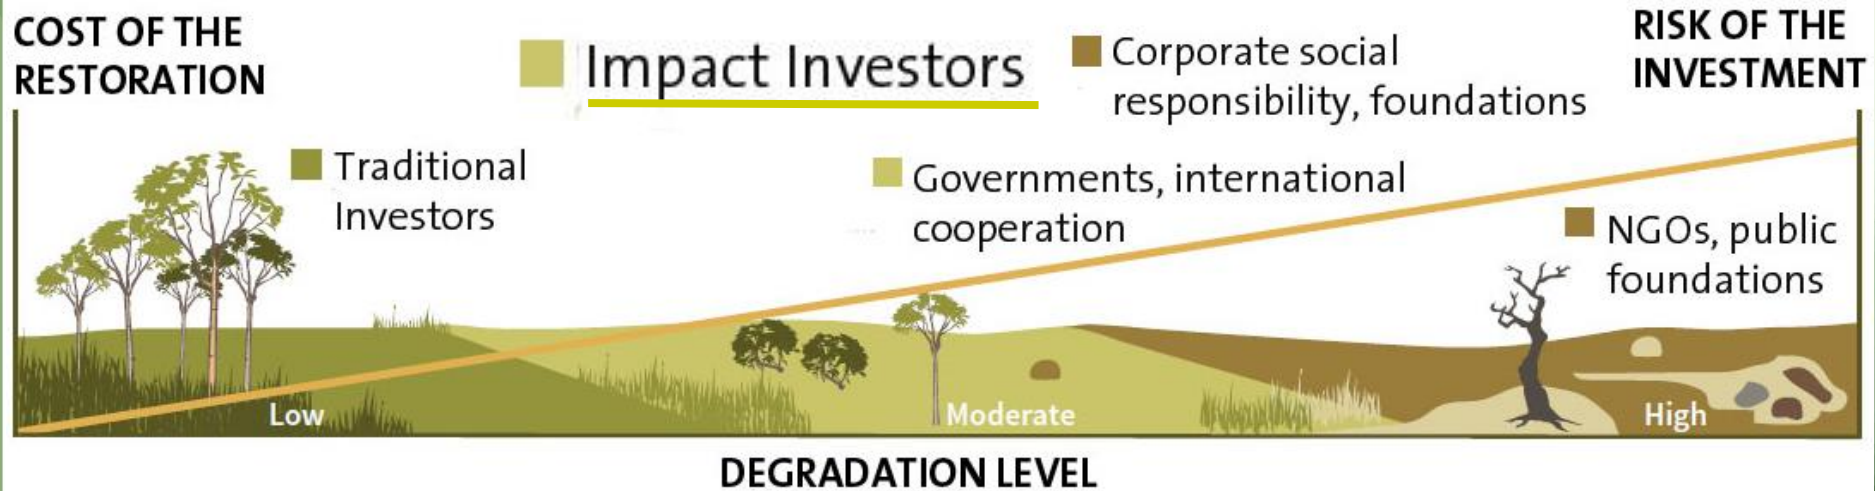 COST OF THE
RESTORATION
Impact Investors
Corporate social
responsibility, foundations
RISK OF THE
INVESTMENT
Traditional
Investors
Governments, international
cooperation
NGOs, public
foundations
Low
Moderate
High
DEGRADATION LEVEL